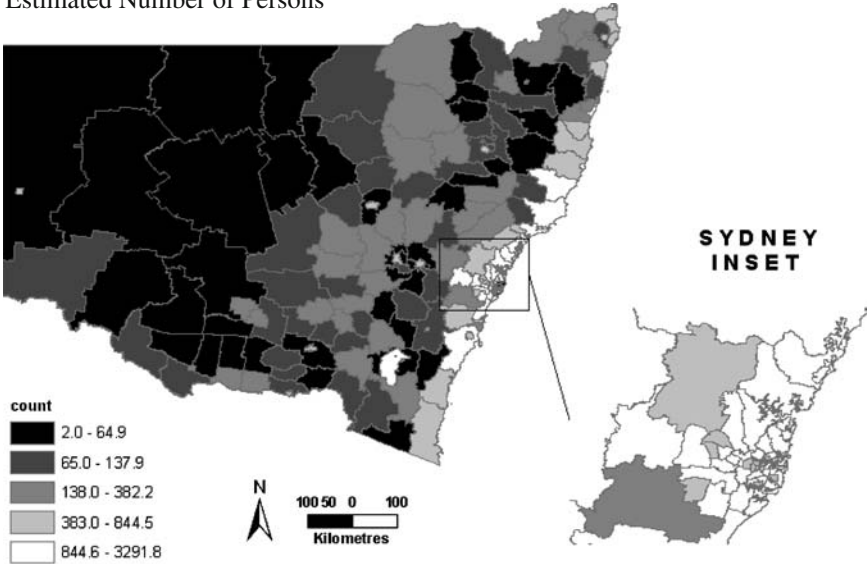 Estimated Number of Persons
SYDNEY
INSET
count
2.0 - 64.9
65.0 - 137.9
138.0 - 382.2
383.0 - 844.5
844.6 - 3291.8
N
100 50 0 100
Kilometres